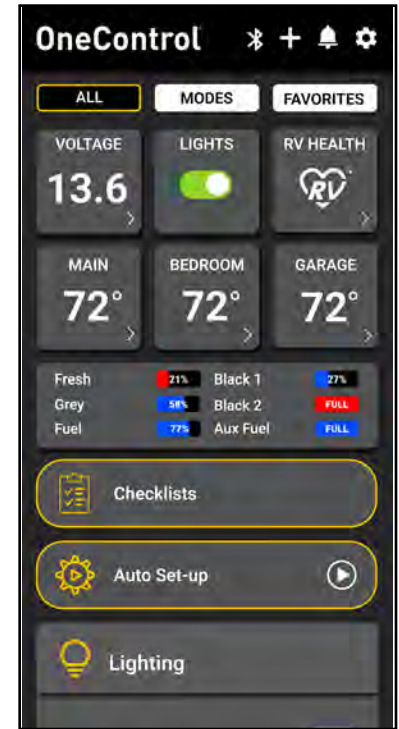 OneControl
ALL MODES FAVORITES
VOLTAGE LIGHTS RV HEALTH
13.6 RV
MAIN BEDROOM GARAGE
72° 72° 72°
Fresh 21% Black 1 27%
Grey 58% Black 2 FULL
Fuel 77% Aux Fuel FULL
Checklists
Auto Set-up
Lighting